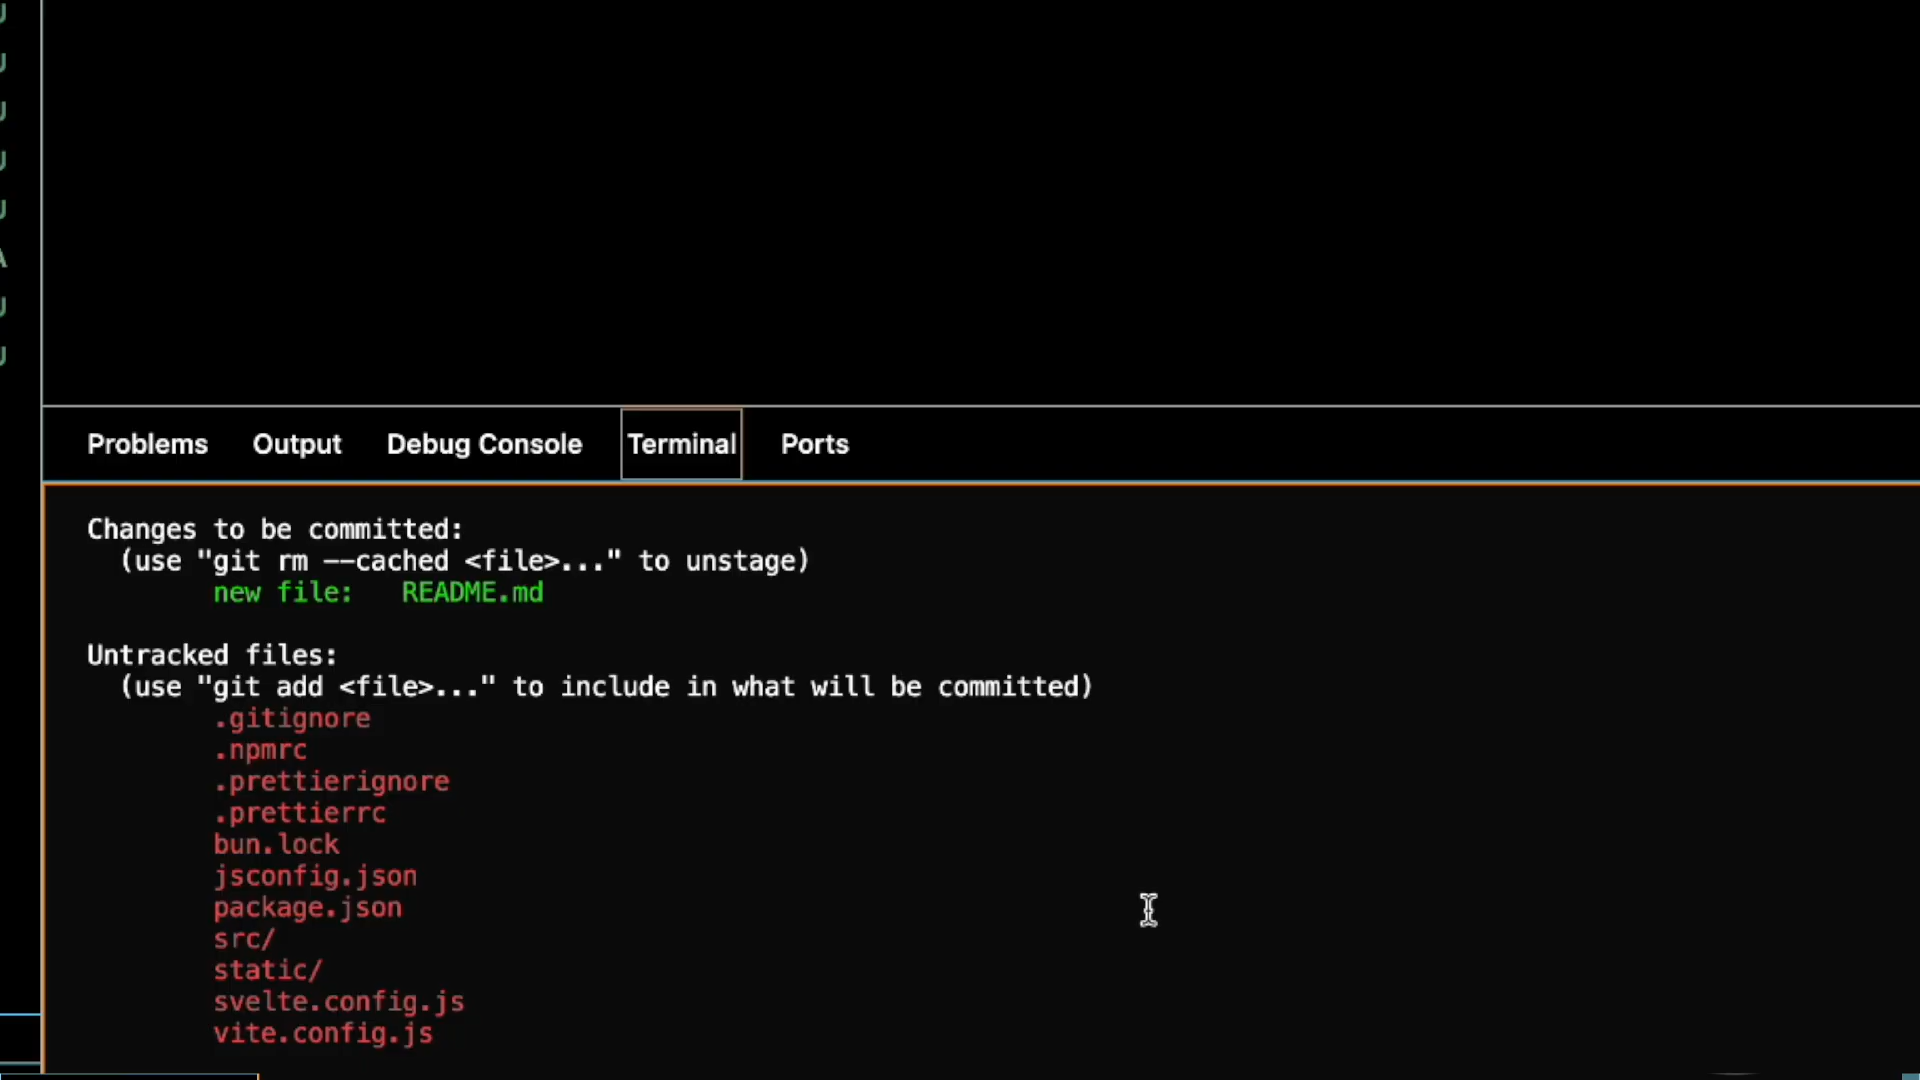 U
U
U
U
U
A
U
U
Problems Output Debug Console Terminal Ports
Changes to be committed:
(use "git rm --cached <file>..." to unstage)
new file: README.md
Untracked files:
(use "git add <file>..." to include in what will be committed)
.gitignore
.npmrc
.prettierignore
.prettierrc
bun.lock
jsconfig.json
package.json
src/
static/
svelte.config.js
vite.config.js